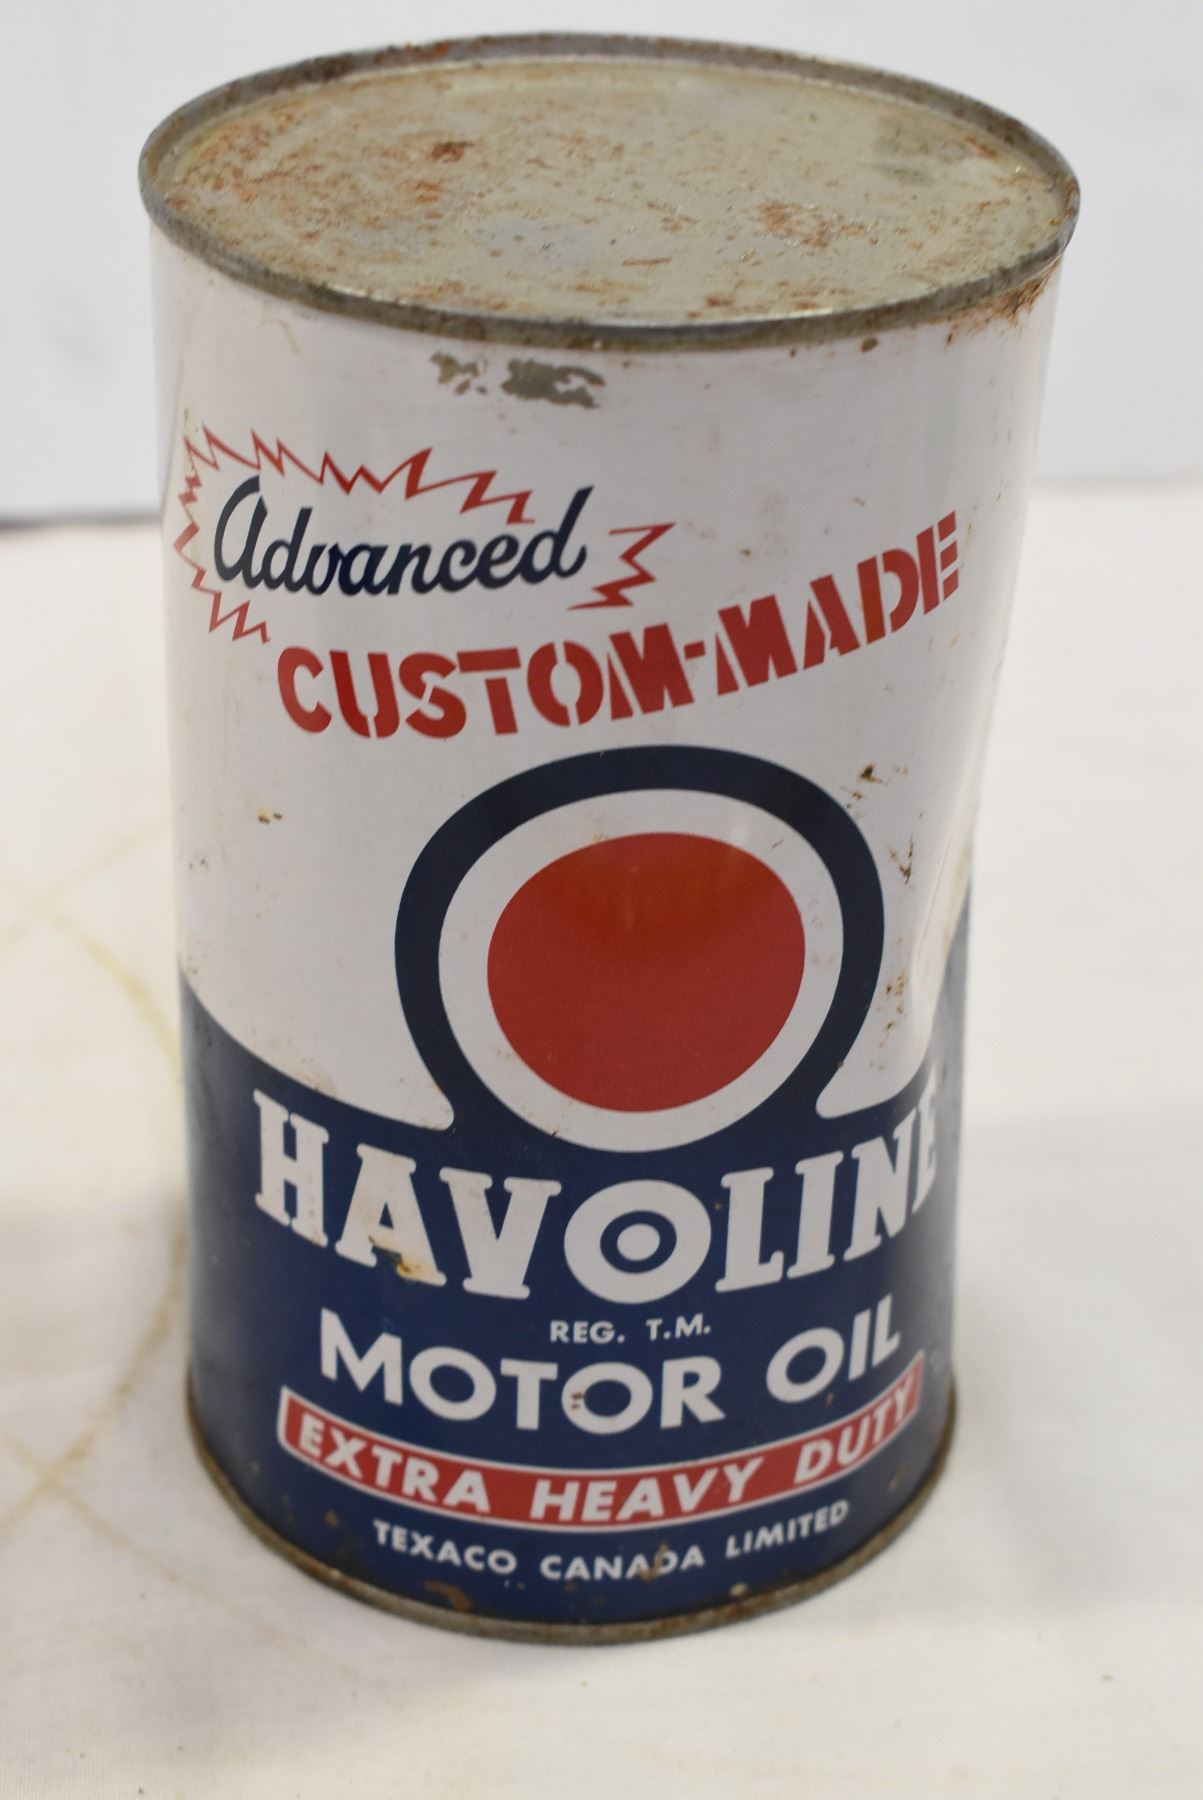 Advanced
CUSTOM-MADE
HAVOLINE
REG. T.M.
MOTOR OIL
EXTRA HEAVY DUTY
TEXACO CANADA LIMITED